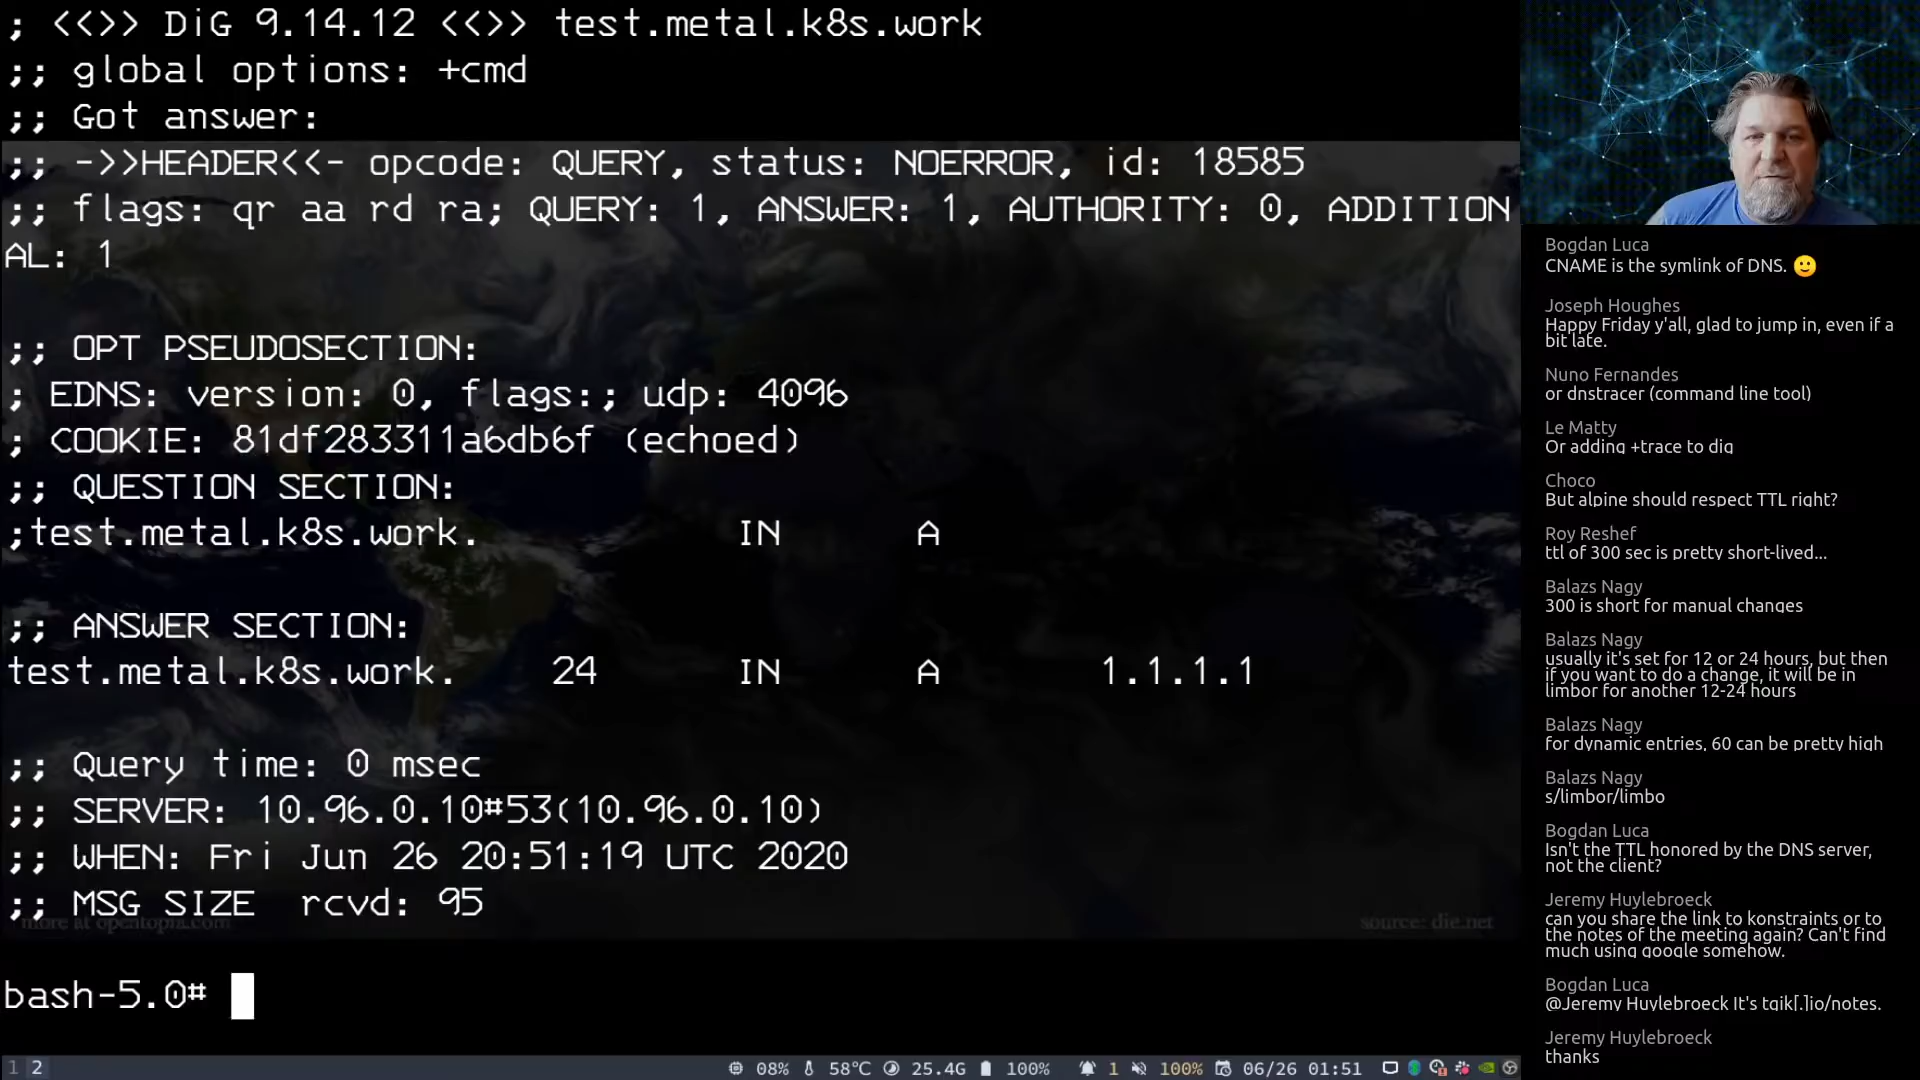 ; <<>> DiG 9.14.12 <<>> test.metal.k8s.work
;; global options: +cmd
;; Got answer:
;; ->>HEADER<<- opcode: QUERY, status: NOERROR, id: 18585
;; flags: qr aa rd ra; QUERY: 1, ANSWER: 1, AUTHORITY: 0, ADDITION
AL: 1
;; OPT PSEUDOSECTION:
; EDNS: version: 0, flags:; udp: 4096
; COOKIE: 81df283311a6db6f (echoed)
;; QUESTION SECTION:
;test.metal.k8s.work. IN A
;; ANSWER SECTION:
test.metal.k8s.work. 24 IN A 1.1.1.1
;; Query time: 0 msec
;; SERVER: 10.96.0.10#53(10.96.0.10)
;; WHEN: Fri Jun 26 20:51:19 UTC 2020
;; MSG SIZE rcvd: 95
more at opentopia.com
source: die.net
bash-5.0#
1 2
08% 58°C 25.4G 100% 1 100% 06/26 01:51
Bogdan Luca
CNAME is the symlink of DNS. 🙂
Joseph Houghes
Happy Friday y'all, glad to jump in, even if a
bit late.
Nuno Fernandes
or dnstracer (command line tool)
Le Matty
Or adding +trace to dig
Choco
But alpine should respect TTL right?
Roy Reshef
ttl of 300 sec is pretty short-lived...
Balazs Nagy
300 is short for manual changes
Balazs Nagy
usually it's set for 12 or 24 hours, but then
if you want to do a change, it will be in
limbor for another 12-24 hours
Balazs Nagy
for dynamic entries, 60 can be pretty high
Balazs Nagy
s/limbor/limbo
Bogdan Luca
Isn't the TTL honored by the DNS server,
not the client?
Jeremy Huylebroeck
can you share the link to konstraints or to
the notes of the meeting again? Can't find
much using google somehow.
Bogdan Luca
@Jeremy Huylebroeck It's tgik[.]io/notes.
Jeremy Huylebroeck
thanks